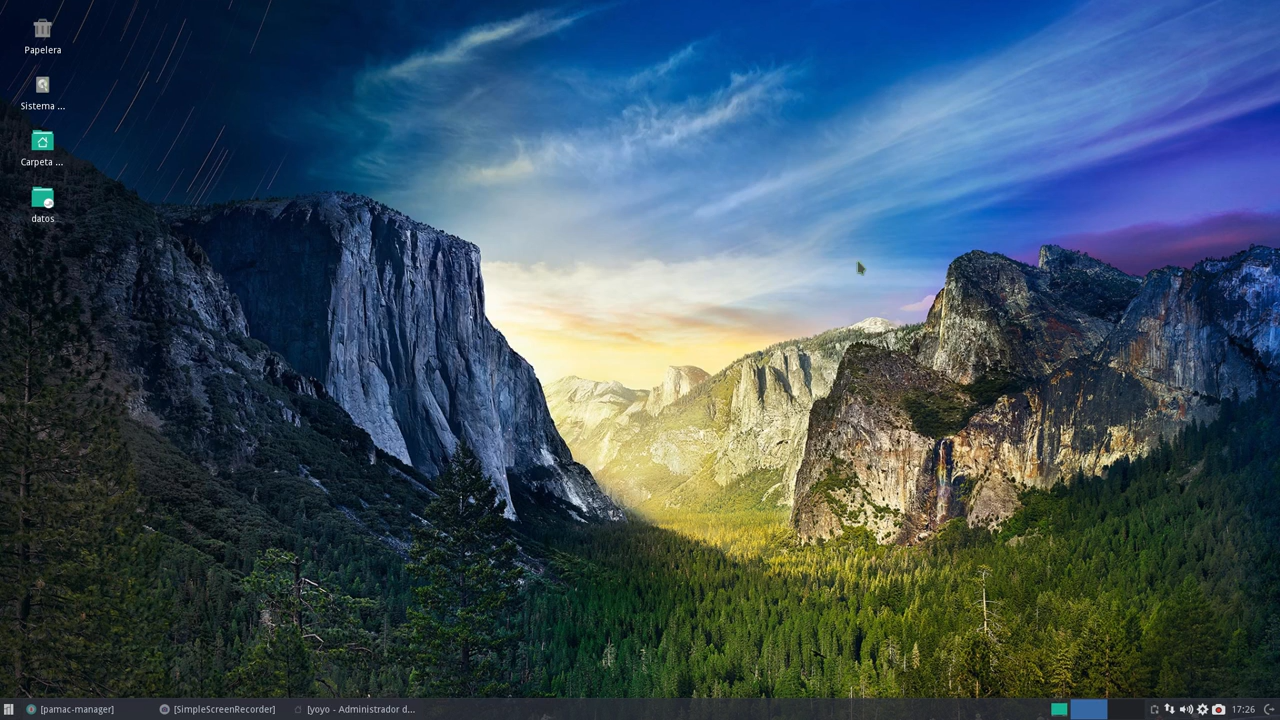 Papelera
Sistema ...
Carpeta ...
datos
[pamac-manager]
[SimpleScreenRecorder]
[yoyo - Administrador d...
17:26